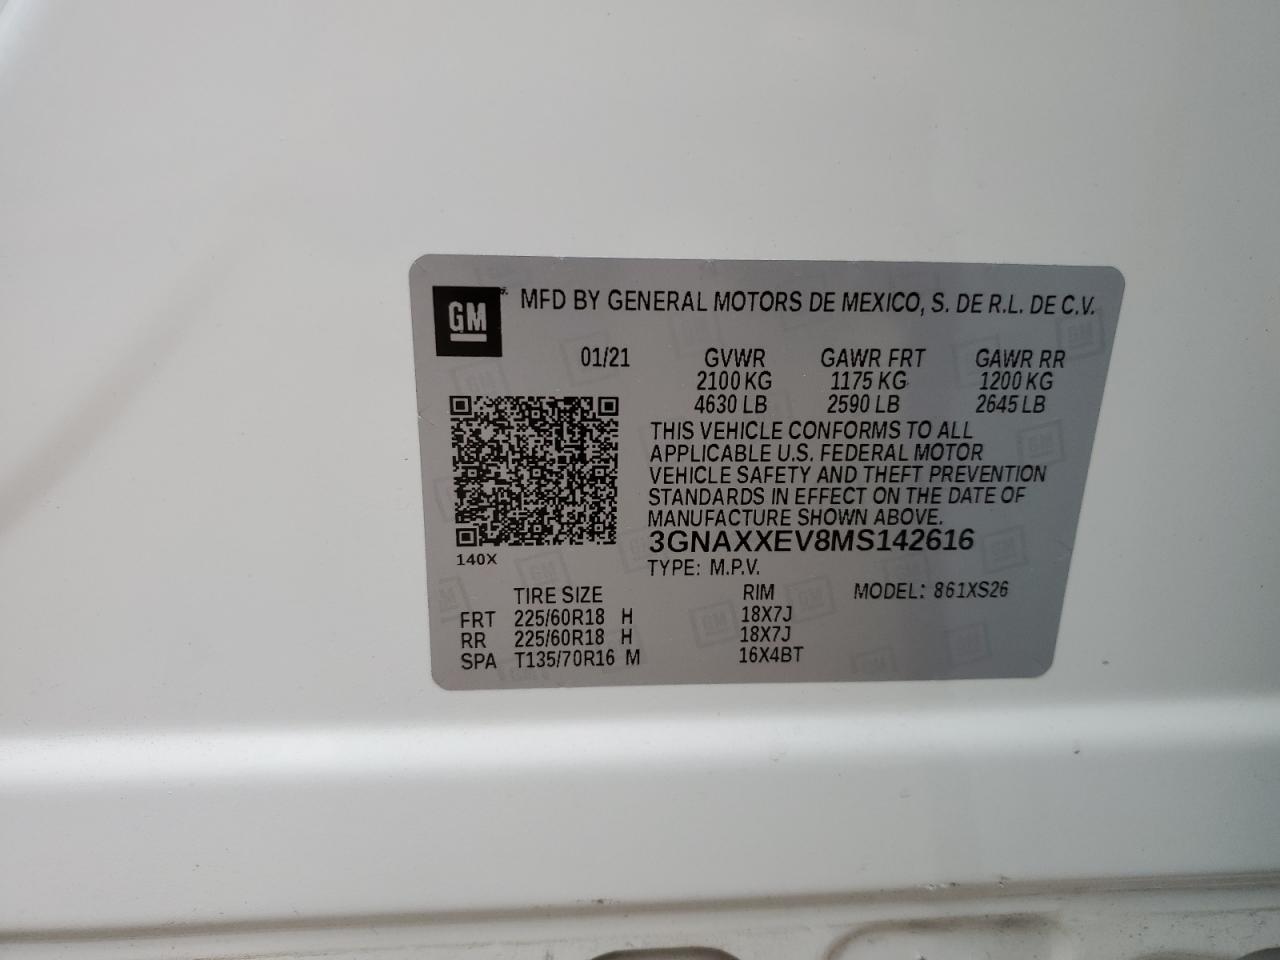 GM
MFD BY GENERAL MOTORS DE MEXICO, S. DE R.L. DE C.V.
01/21 GVWR GAWR FRT GAWR RR
2100 KG 1175 KG 1200 KG
4630 LB 2590 LB 2645 LB
THIS VEHICLE CONFORMS TO ALL
APPLICABLE U.S. FEDERAL MOTOR
VEHICLE SAFETY AND THEFT PREVENTION
STANDARDS IN EFFECT ON THE DATE OF
MANUFACTURE SHOWN ABOVE.
3GNAXXEV8MS142616
140X
TYPE: M.P.V.
TIRE SIZE RIM MODEL: 861XS26
FRT 225/60R18 H 18X7J
RR 225/60R18 H 18X7J
SPA T135/70R16 M 16X4BT